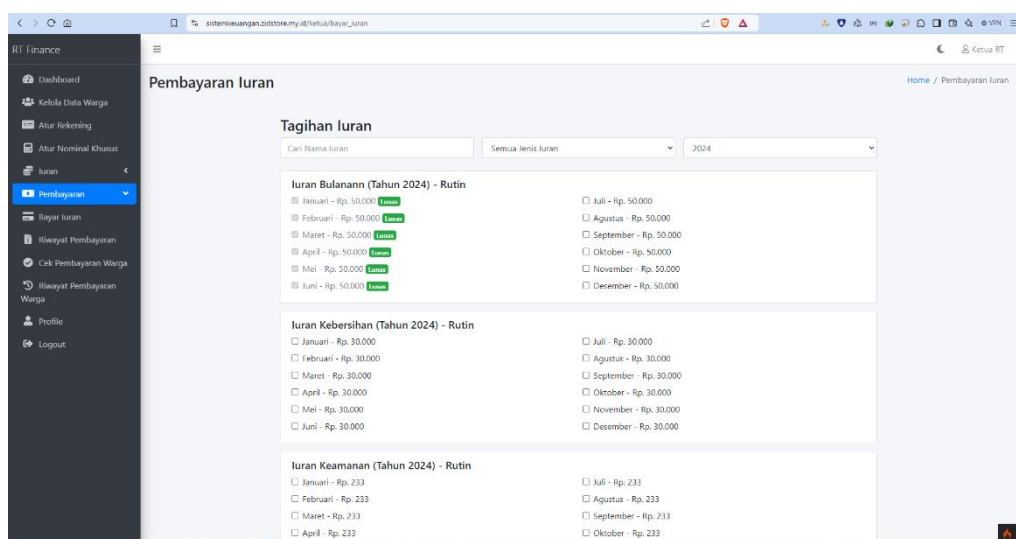 sistemkeuangan.zidstore.my.id/ketua/bayar_iuran
VPN
RT Finance
Ketua RT
Dashboard
Kelola Data Warga
Atur Rekening
Atur Nominal Khusus
Iuran
Pembayaran
Bayar Iuran
Riwayat Pembayaran
Cek Pembayaran Warga
Riwayat Pembayaran
Warga
Profile
Logout
Pembayaran Iuran
Home / Pembayaran Iuran
Tagihan Iuran
Cari Nama Iuran
Semua Jenis Iuran
2024
Iuran Bulanann (Tahun 2024) - Rutin
Januari - Rp. 50.000 Lunas
Februari - Rp. 50.000 Lunas
Maret - Rp. 50.000 Lunas
April - Rp. 50.000 Lunas
Mei - Rp. 50.000 Lunas
Juni - Rp. 50.000 Lunas
Juli - Rp. 50.000
Agustus - Rp. 50.000
September - Rp. 50.000
Oktober - Rp. 50.000
November - Rp. 50.000
Desember - Rp. 50.000
Iuran Kebersihan (Tahun 2024) - Rutin
Januari - Rp. 30.000
Februari - Rp. 30.000
Maret - Rp. 30.000
April - Rp. 30.000
Mei - Rp. 30.000
Juni - Rp. 30.000
Juli - Rp. 30.000
Agustus - Rp. 30.000
September - Rp. 30.000
Oktober - Rp. 30.000
November - Rp. 30.000
Desember - Rp. 30.000
Iuran Keamanan (Tahun 2024) - Rutin
Januari - Rp. 233
Februari - Rp. 233
Maret - Rp. 233
April - Rp. 233
Juli - Rp. 233
Agustus - Rp. 233
September - Rp. 233
Oktober - Rp. 233